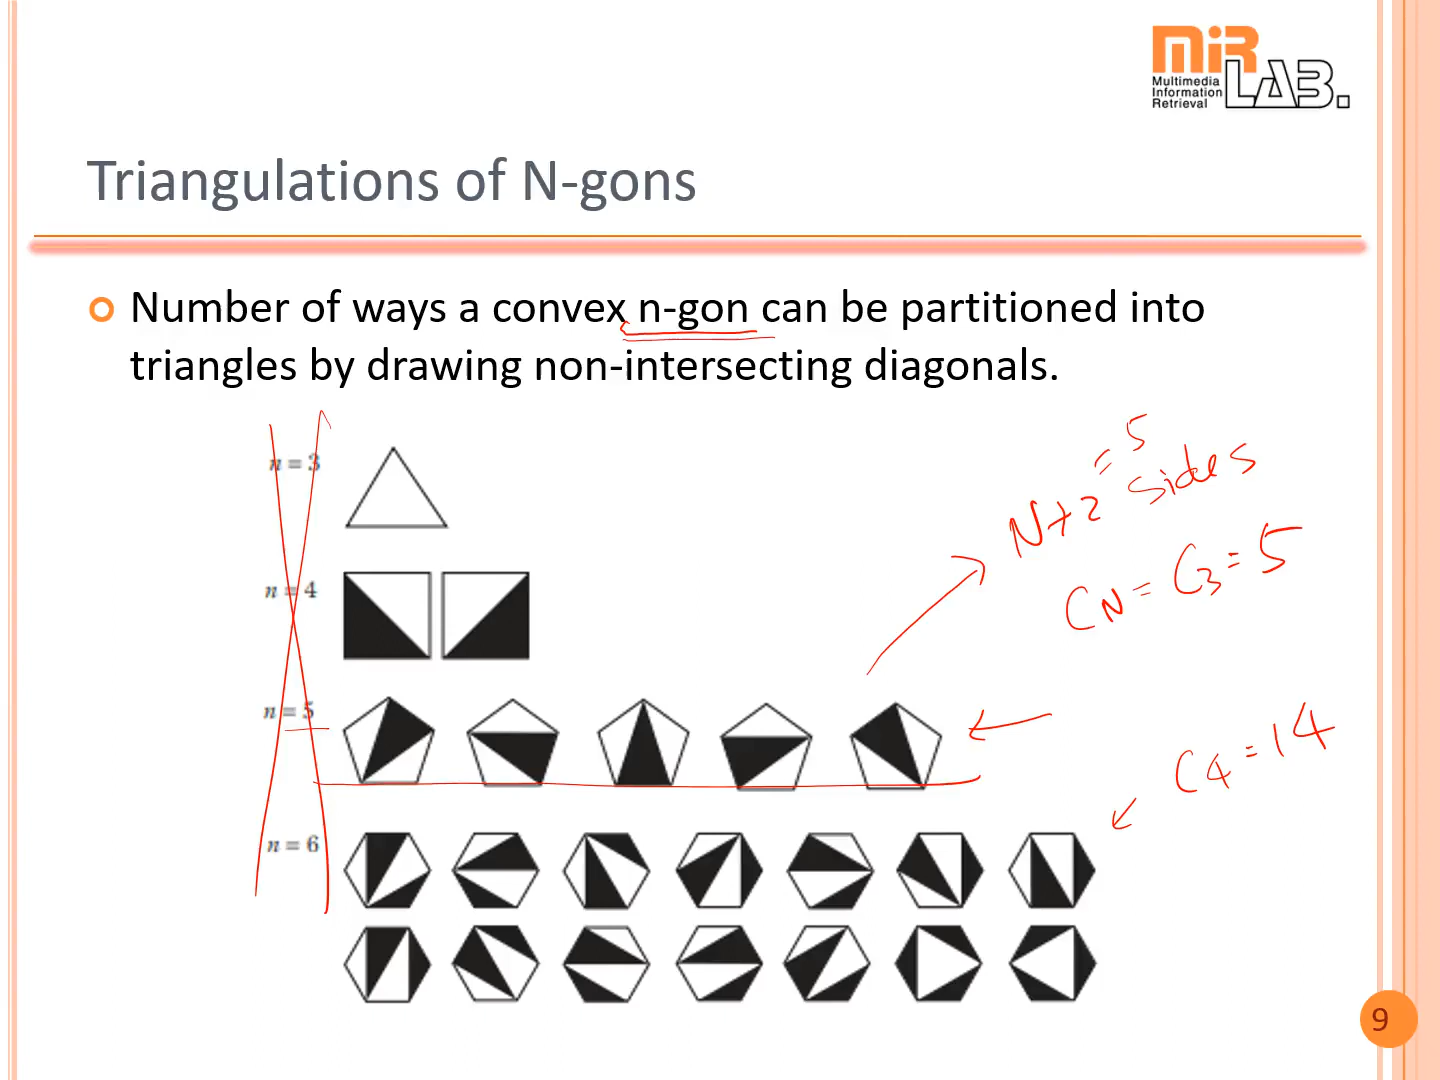 MiR
LAB.
Multimedia
Information
Retrieval
Triangulations of N-gons
Number of ways a convex n-gon can be partitioned into
triangles by drawing non-intersecting diagonals.
n = 3
= 5
N+2 sides
n = 4
CN = C3 = 5
n = 5
C4 = 14
n = 6
9